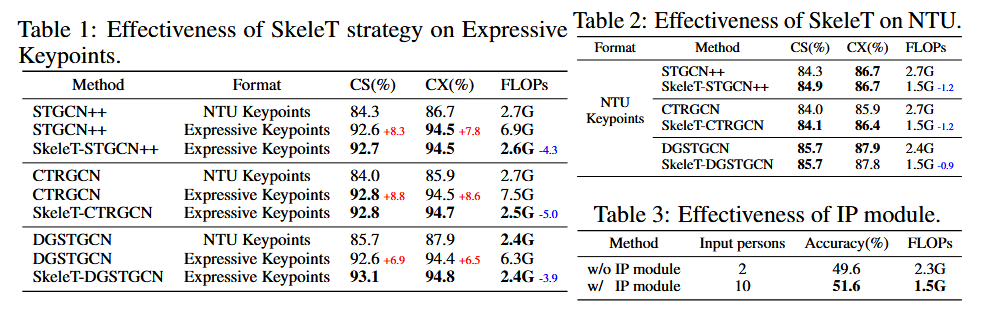 Table 1: Effectiveness of SkeleT strategy on Expressive
Keypoints.
Method Format CS(%) CX(%) FLOPs
STGCN++ NTU Keypoints 84.3 86.7 2.7G
STGCN++ Expressive Keypoints 92.6 +8.3 94.5 +7.8 6.9G
SkeleT-STGCN++ Expressive Keypoints 92.7 94.5 2.6G -4.3
CTRGCN NTU Keypoints 84.0 85.9 2.7G
CTRGCN Expressive Keypoints 92.8 +8.8 94.5 +8.6 7.5G
SkeleT-CTRGCN Expressive Keypoints 92.8 94.7 2.5G -5.0
DGSTGCN NTU Keypoints 85.7 87.9 2.4G
DGSTGCN Expressive Keypoints 92.6 +6.9 94.4 +6.5 6.3G
SkeleT-DGSTGCN Expressive Keypoints 93.1 94.8 2.4G -3.9
Table 2: Effectiveness of SkeleT on NTU.
Format Method CS(%) CX(%) FLOPs
NTU
Keypoints
STGCN++ 84.3 86.7 2.7G
SkeleT-STGCN++ 84.9 86.7 1.5G -1.2
CTRGCN 84.0 85.9 2.7G
SkeleT-CTRGCN 84.1 86.4 1.5G -1.2
DGSTGCN 85.7 87.9 2.4G
SkeleT-DGSTGCN 85.7 87.8 1.5G -0.9
Table 3: Effectiveness of IP module.
Method Input persons Accuracy(%) FLOPs
w/o IP module 2 49.6 2.3G
w/ IP module 10 51.6 1.5G